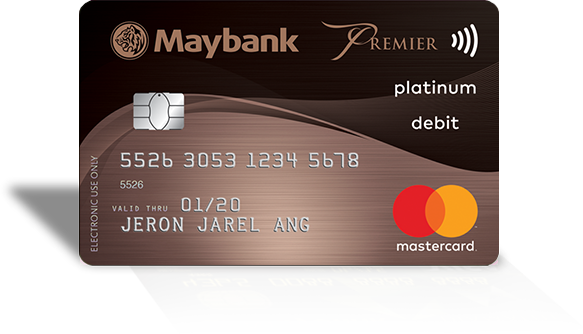 Maybank PREMIER
platinum
debit
5526 3053 1234 5678
5526
ELECTRONIC USE ONLY
VALID THRU 01/20
JERON JAREL ANG
mastercard